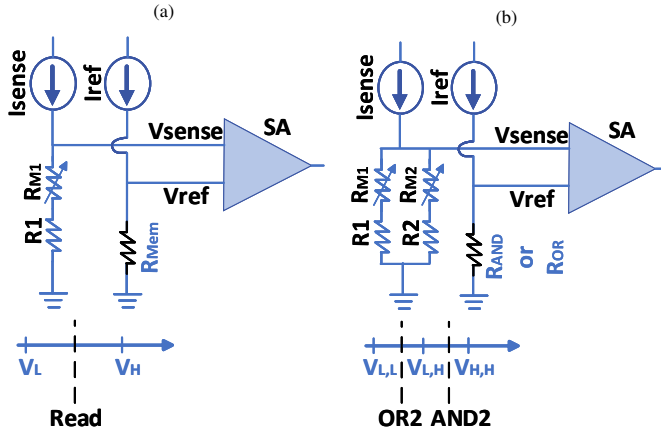 (a)
(b)
Isense
Iref
SA
Vsense
RM1
R1
Vref
RMem
VL
VH
Read
Isense
Iref
SA
Vsense
RM1
RM2
R1
R2
Vref
RAND or ROR
VL,L
VL,H
VH,H
OR2
AND2